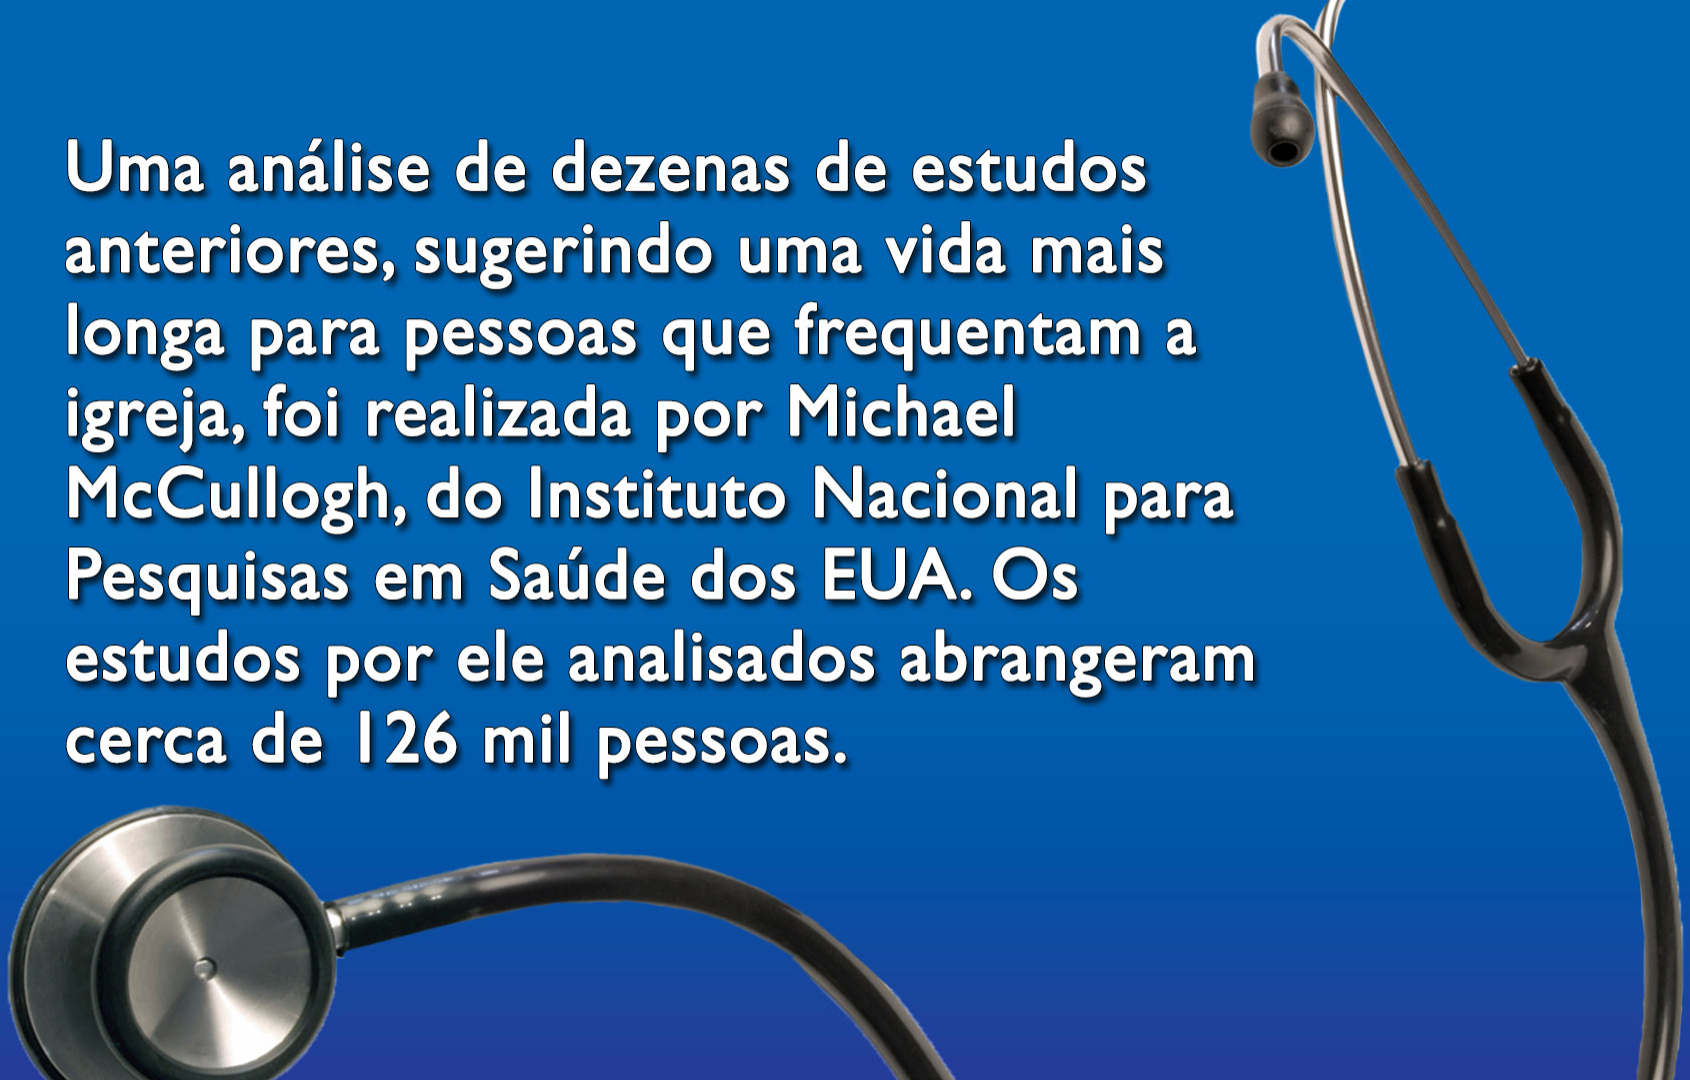 Uma análise de dezenas de estudos
anteriores, sugerindo uma vida mais
longa para pessoas que frequentam a
igreja, foi realizada por Michael
McCullogh, do Instituto Nacional para
Pesquisas em Saúde dos EUA. Os
estudos por ele analisados abrangeram
cerca de 126 mil pessoas.